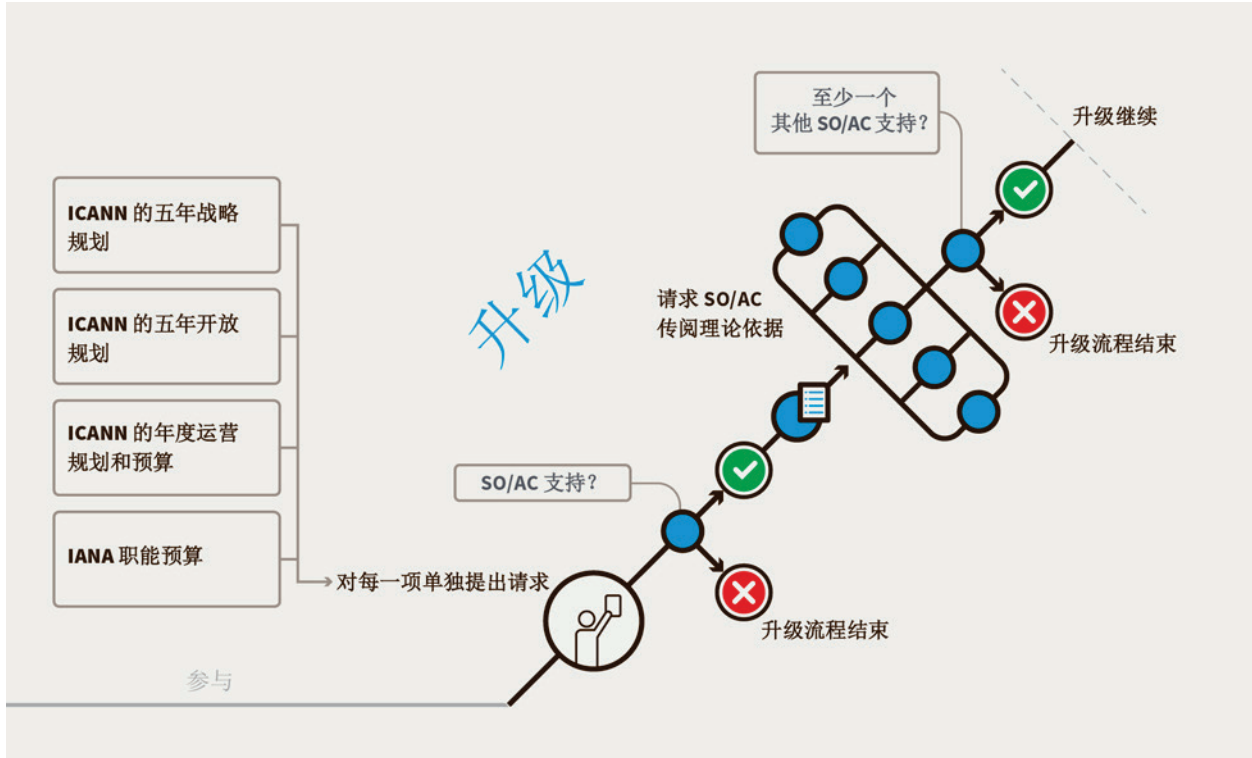 ICANN 的五年战略
规划
ICANN 的五年开放
规划
ICANN 的年度运营
规划和预算
IANA 职能预算
对每一项单独提出请求
参与
升级
SO/AC 支持？
升级流程结束
请求 SO/AC
传阅理论依据
至少一个
其他 SO/AC 支持？
升级继续
升级流程结束